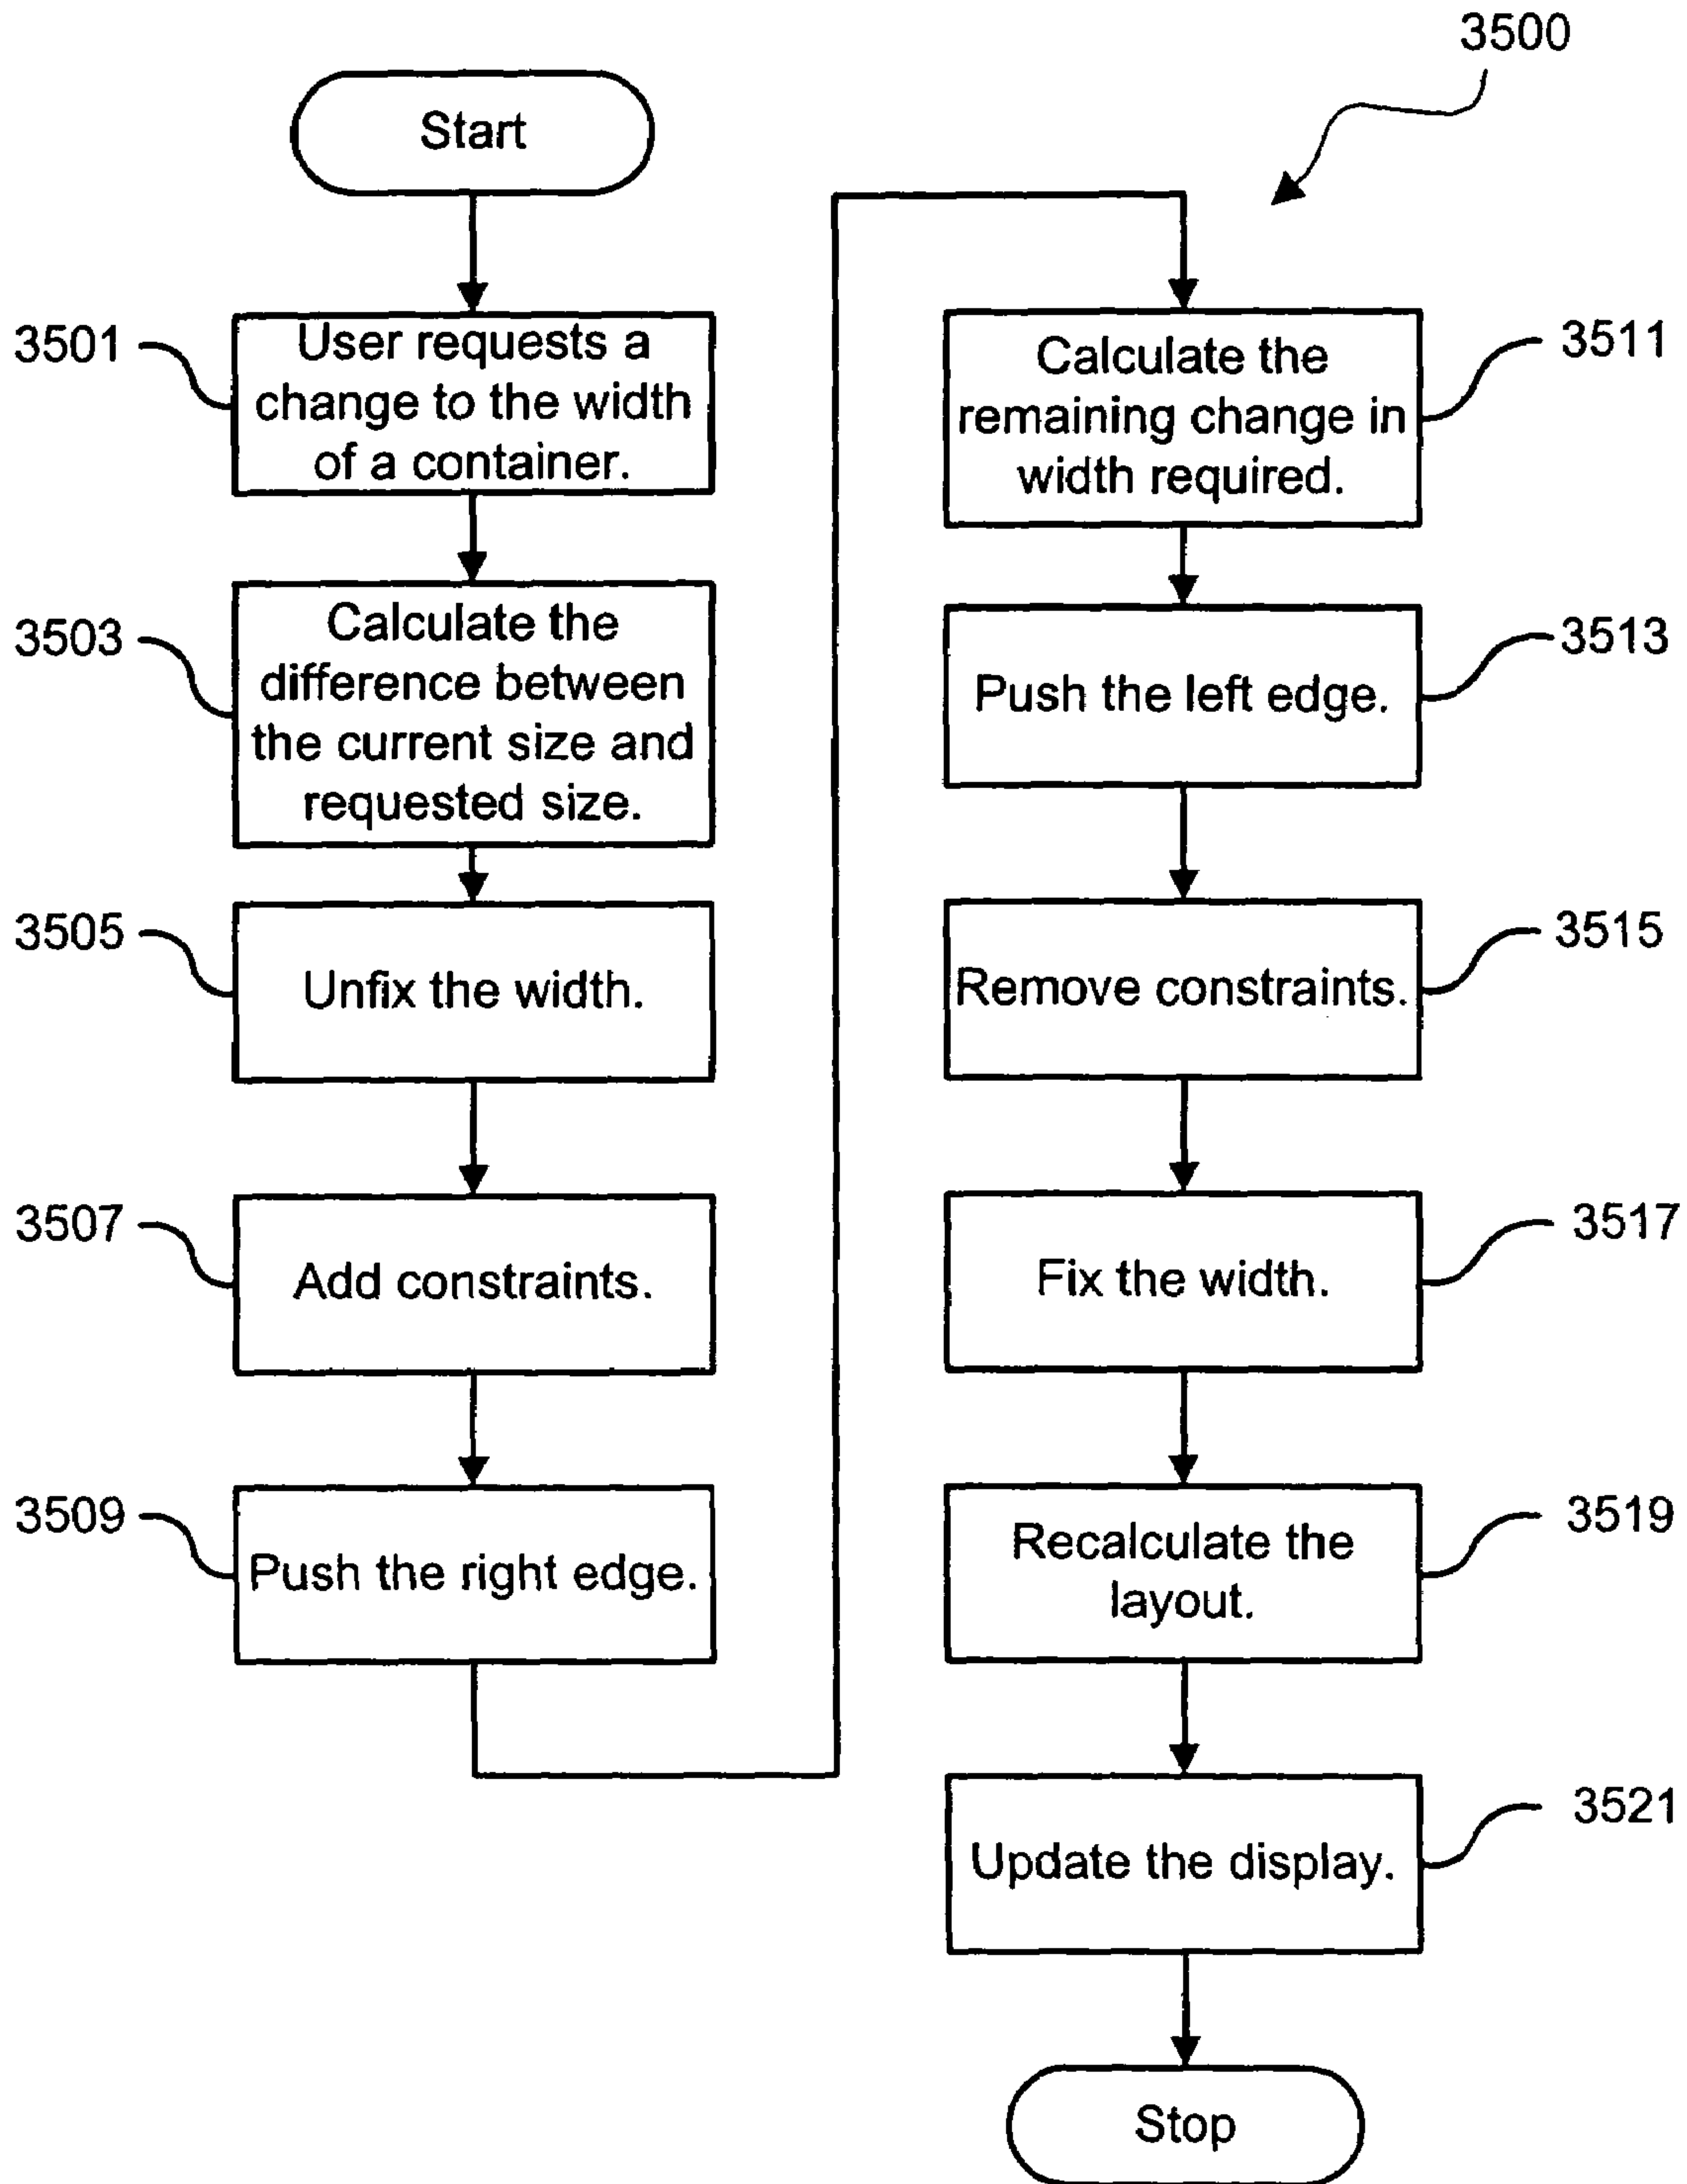 3500
Start
3501
User requests a
change to the width
of a container.
3503
Calculate the
difference between
the current size and
requested size.
3505
Unfix the width.
3507
Add constraints.
3509
Push the right edge.
3511
Calculate the
remaining change in
width required.
3513
Push the left edge.
3515
Remove constraints.
3517
Fix the width.
3519
Recalculate the
layout.
3521
Update the display.
Stop